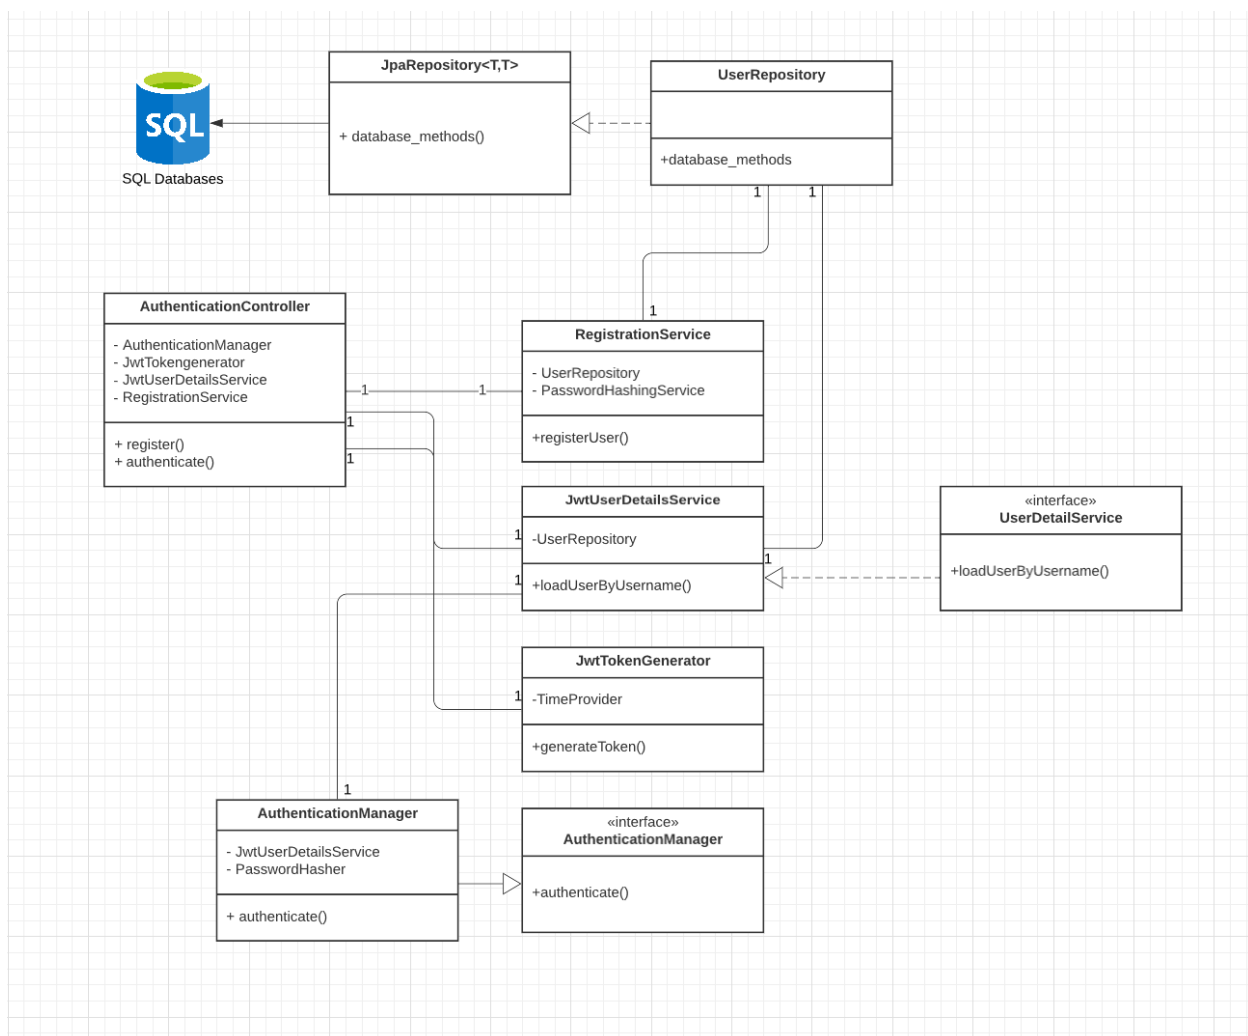 JpaRepository<T,T>
+ database_methods()
SQL
SQL Databases
UserRepository
+database_methods
1
1
1
AuthenticationController
- AuthenticationManager
- JwtTokengenerator
- JwtUserDetailsService
- RegistrationService
+ register()
+ authenticate()
1
1
1
1
RegistrationService
- UserRepository
- PasswordHashingService
+registerUser()
JwtUserDetailsService
-UserRepository
+loadUserByUsername()
1
1
1
«interface»
UserDetailService
+loadUserByUsername()
JwtTokenGenerator
-TimeProvider
+generateToken()
1
1
AuthenticationManager
- JwtUserDetailsService
- PasswordHasher
+ authenticate()
«interface»
AuthenticationManager
+authenticate()